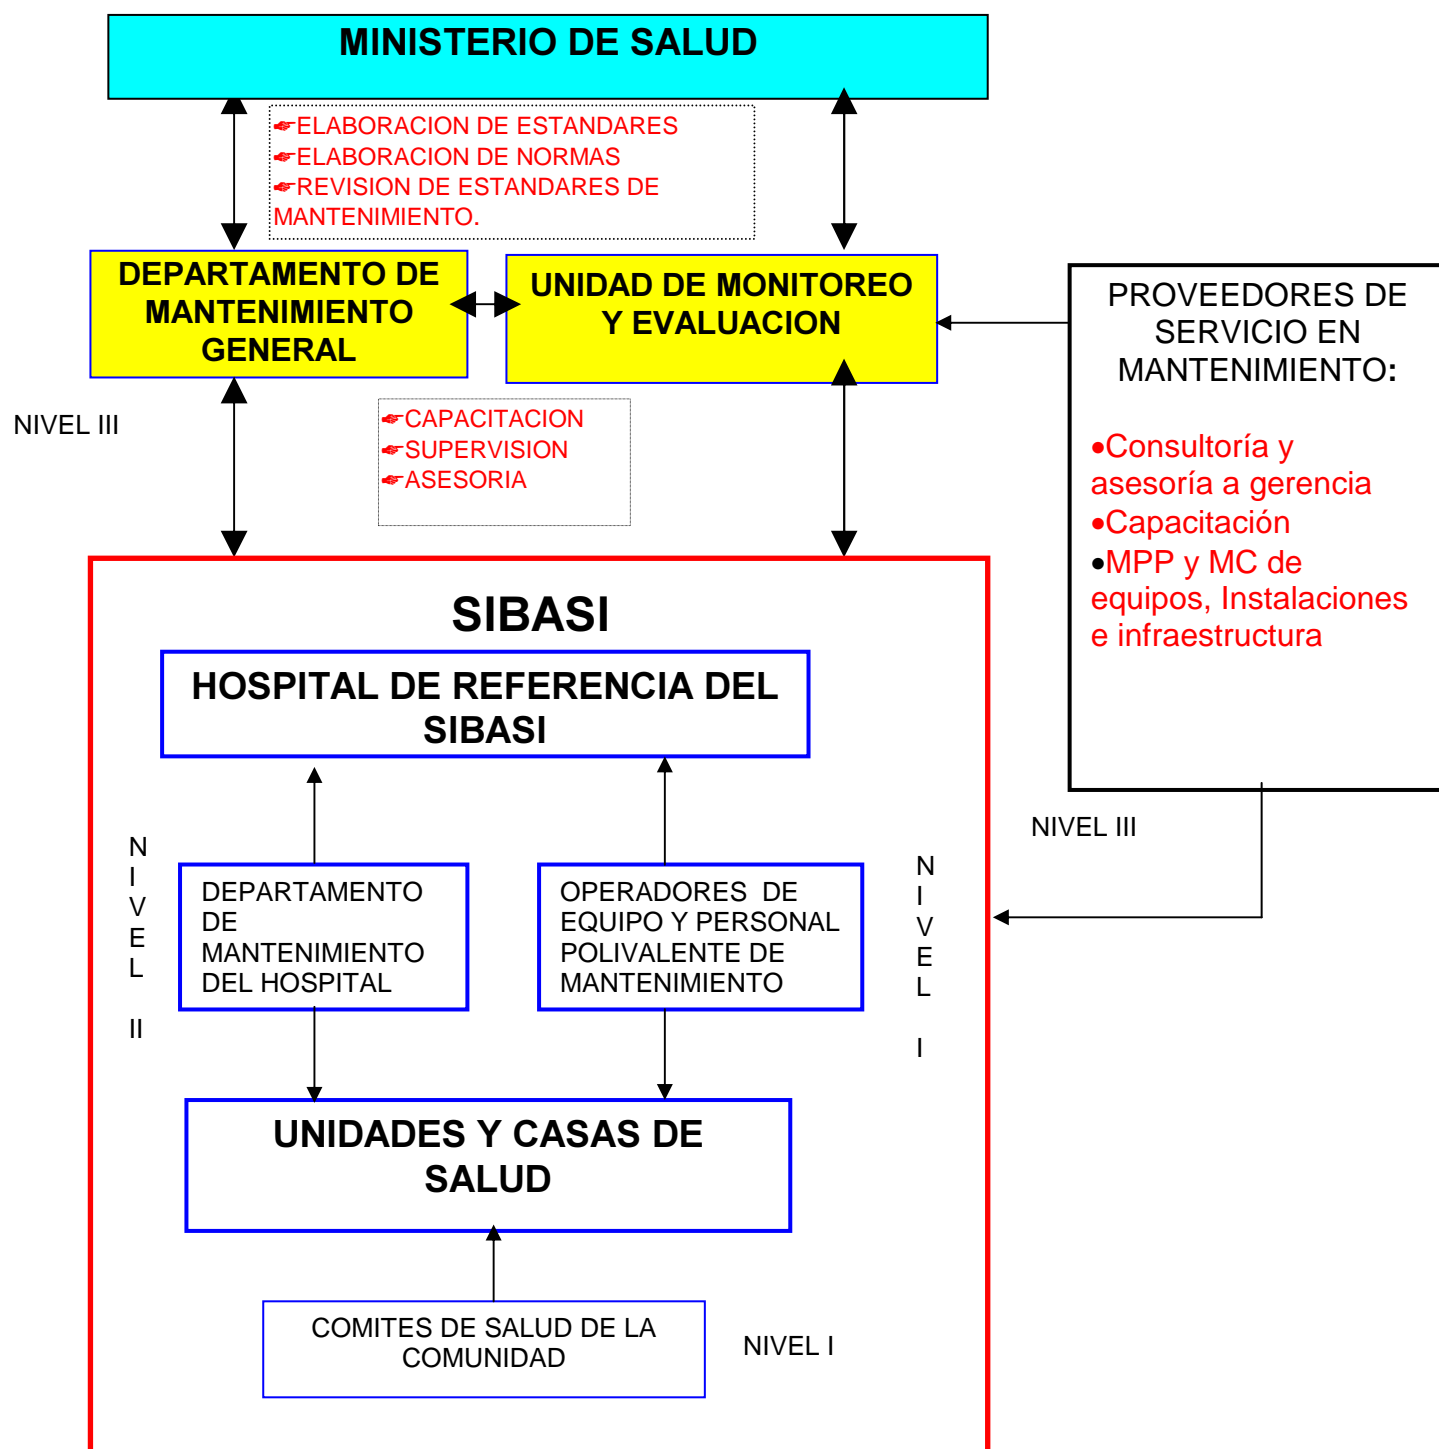 MINISTERIO DE SALUD
☛ELABORACION DE ESTANDARES
☛ELABORACION DE NORMAS
☛REVISION DE ESTANDARES DE
MANTENIMIENTO.
DEPARTAMENTO DE
MANTENIMIENTO
GENERAL
UNIDAD DE MONITOREO
Y EVALUACION
PROVEEDORES DE
SERVICIO EN
MANTENIMIENTO:
•Consultoría y
asesoría a gerencia
•Capacitación
•MPP y MC de
equipos, Instalaciones
e infraestructura
NIVEL III
☛CAPACITACION
☛SUPERVISION
☛ASESORIA
SIBASI
HOSPITAL DE REFERENCIA DEL
SIBASI
NIVEL III
N
I
V
E
L
II
DEPARTAMENTO
DE
MANTENIMIENTO
DEL HOSPITAL
OPERADORES DE
EQUIPO Y PERSONAL
POLIVALENTE DE
MANTENIMIENTO
N
I
V
E
L
I
UNIDADES Y CASAS DE
SALUD
COMITES DE SALUD DE LA
COMUNIDAD
NIVEL I